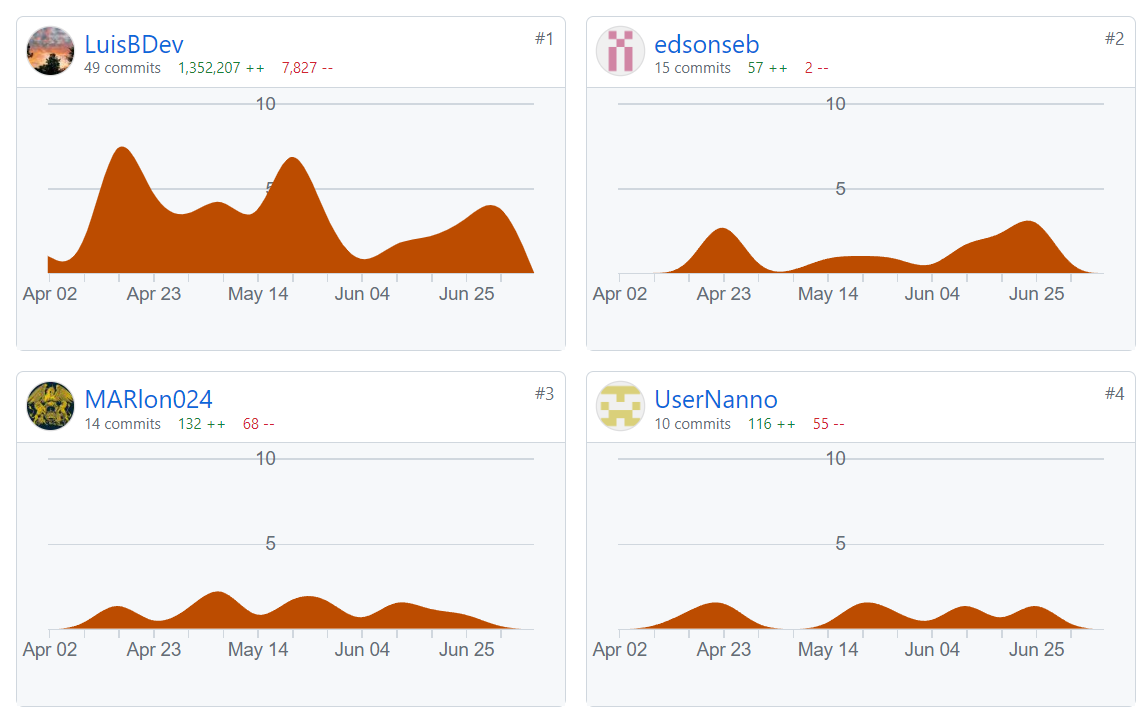 LuisBDev
#1
49 commits 1,352,207 ++ 7,827 --
10
5
Apr 02 Apr 23 May 14 Jun 04 Jun 25
edsonseb
#2
15 commits 57 ++ 2 --
10
5
Apr 02 Apr 23 May 14 Jun 04 Jun 25
MARlon024
#3
14 commits 132 ++ 68 --
10
5
Apr 02 Apr 23 May 14 Jun 04 Jun 25
UserNanno
#4
10 commits 116 ++ 55 --
10
5
Apr 02 Apr 23 May 14 Jun 04 Jun 25